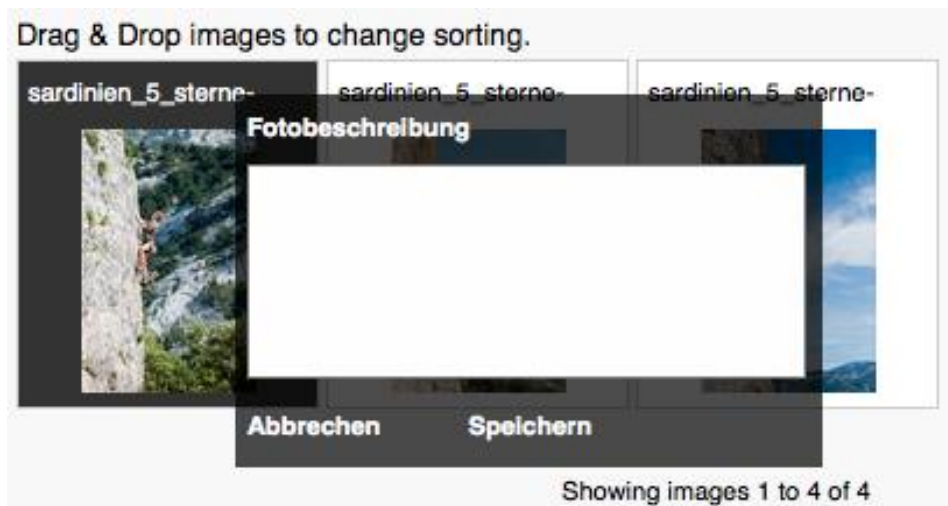 Drag & Drop images to change sorting.
sardinien_5_sterne- sardinien_5_sterne- sardinien_5_sterne-
Fotobeschreibung
Abbrechen Speichern
Showing images 1 to 4 of 4